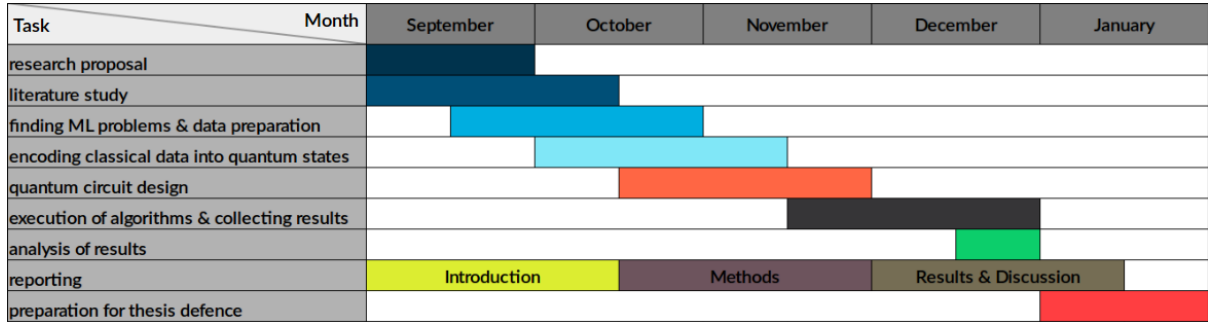 Task Month September October November December January
research proposal
literature study
finding ML problems & data preparation
encoding classical data into quantum states
quantum circuit design
execution of algorithms & collecting results
analysis of results
reporting Introduction Methods Results & Discussion
preparation for thesis defence